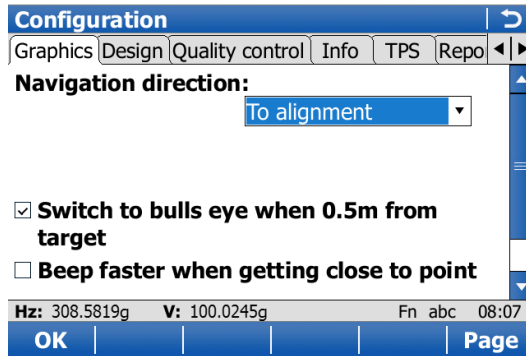 Configuration
Graphics Design Quality control Info TPS Repo
Navigation direction:
To alignment
Switch to bulls eye when 0.5m from
target
Beep faster when getting close to point
Hz: 308.5819g V: 100.0245g Fn abc 08:07
OK Page